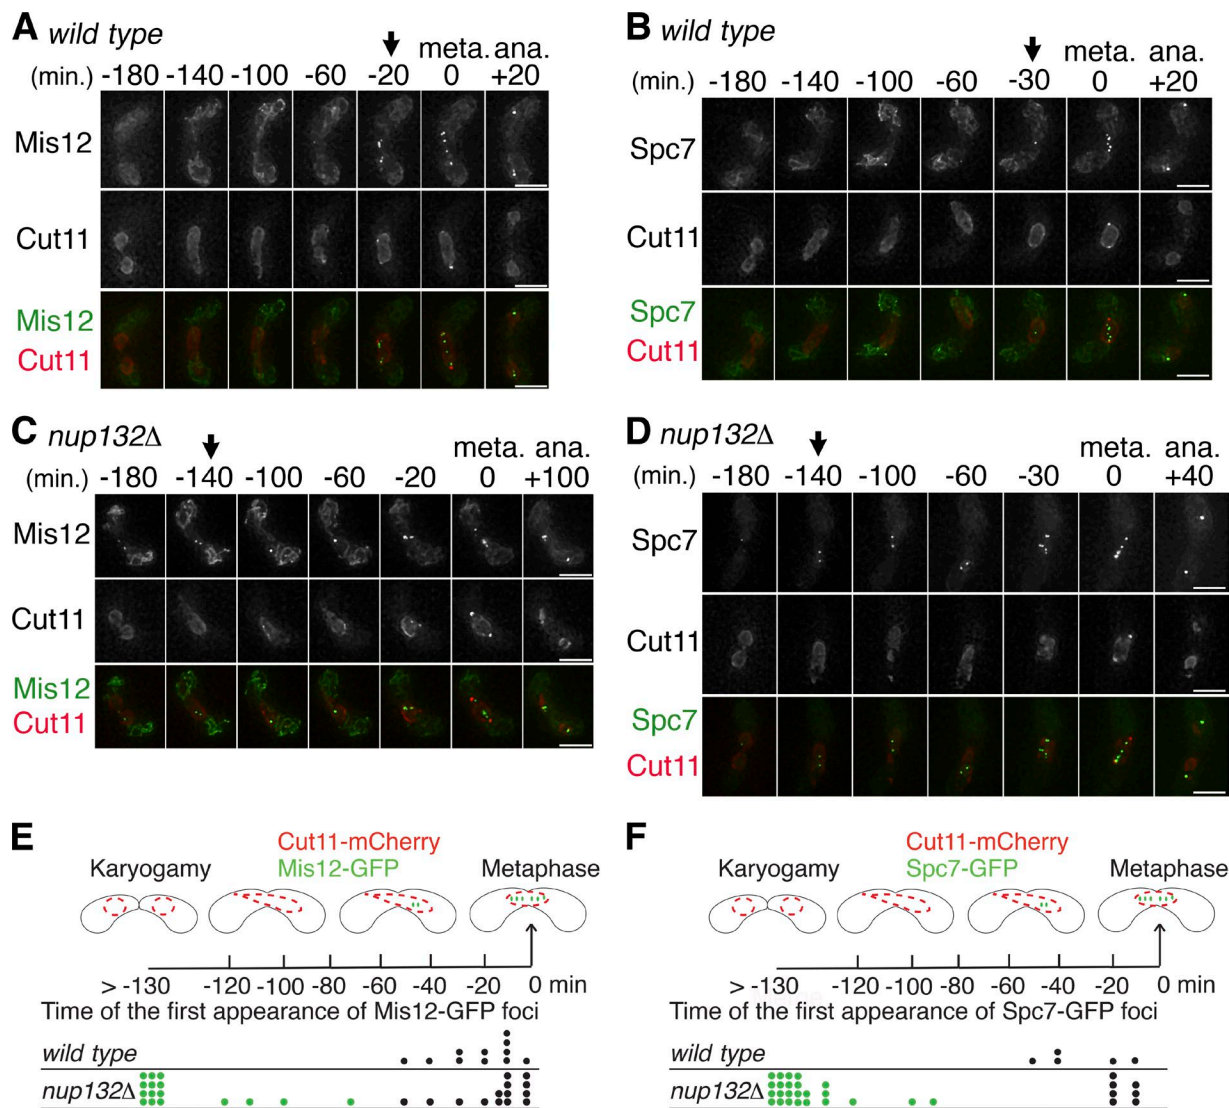 A wild type
meta. ana.
(min.) -180 -140 -100 -60 -20 0 +20
Mis12
Cut11
Mis12
Cut11
B wild type
meta. ana.
(min.) -180 -140 -100 -60 -30 0 +20
Spc7
Cut11
Spc7
Cut11
C nup132Δ
meta. ana.
(min.) -180 -140 -100 -60 -20 0 +100
Mis12
Cut11
Mis12
Cut11
D nup132Δ
meta. ana.
(min.) -180 -140 -100 -60 -30 0 +40
Spc7
Cut11
Spc7
Cut11
E
Cut11-mCherry
Karyogamy Mis12-GFP Metaphase
> -130 -120 -100 -80 -60 -40 -20 0 min
Time of the first appearance of Mis12-GFP foci
wild type
nup132Δ
F
Cut11-mCherry
Karyogamy Spc7-GFP Metaphase
> -130 -120 -100 -80 -60 -40 -20 0 min
Time of the first appearance of Spc7-GFP foci
wild type
nup132Δ